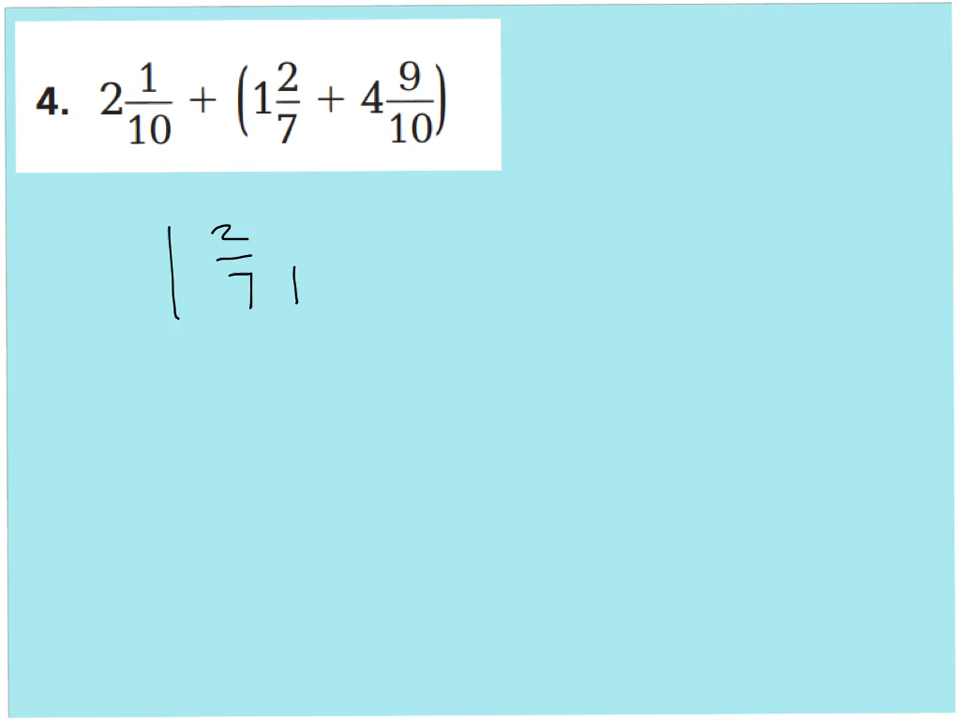 4. 2 1/10 + (1 2/7 + 4 9/10)
1 2/7 1